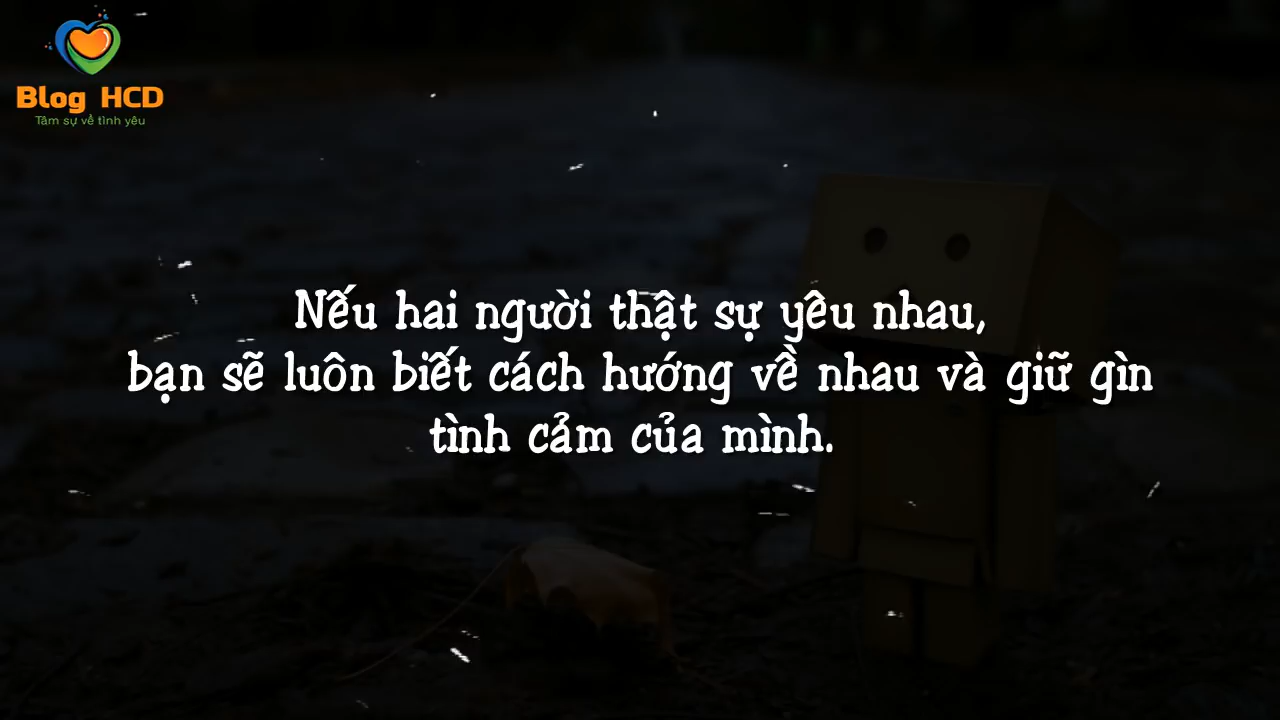 Blog HCD
Tâm sự về tình yêu
Nếu hai người thật sự yêu nhau,
bạn sẽ luôn biết cách hướng về nhau và giữ gìn
tình cảm của mình.